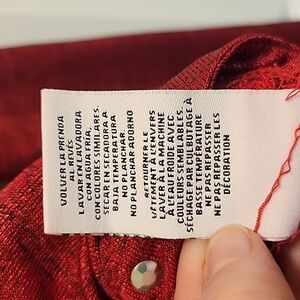 VOLVER LA PRENDA
AL REVÉS
LAVAR EN LAVADORA
CON AGUA FRIA,
CON COLORES SIMILARES.
SECAR EN SECADORA A
BAJA TEMPERATURA
NO PLANCHAR.
NO PLANCHAR ADORNO
RETOURNER LE
VÊTEMENT À L'ENVERS
LAVER À LA MACHINE
L'EAU FROIDE AVEC
COULEURS SEMBLABLES.
SÉCHAGE PAR CULBUTAGE À
BASSE TEMPÉRATURE
NE PAS REPASSER
NE PAS REPASSER
DÉCORATION